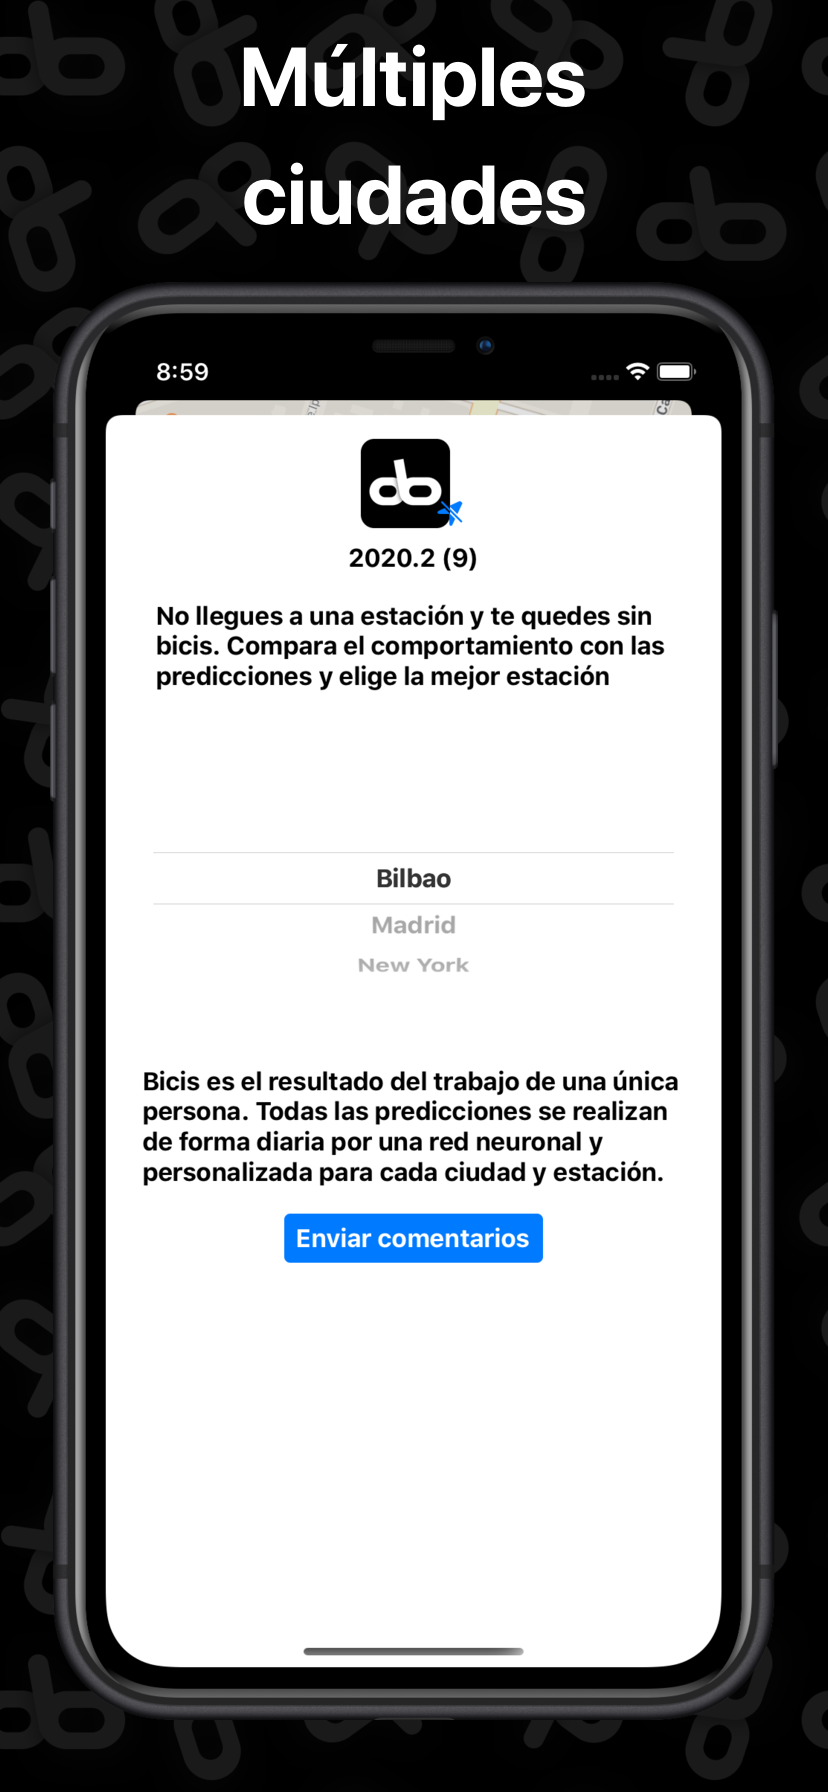 Múltiples
ciudades
8:59
2020.2 (9)
No llegues a una estación y te quedes sin
bicis. Compara el comportamiento con las
predicciones y elige la mejor estación
Bilbao
Madrid
New York
Bicis es el resultado del trabajo de una única
persona. Todas las predicciones se realizan
de forma diaria por una red neuronal y
personalizada para cada ciudad y estación.
Enviar comentarios